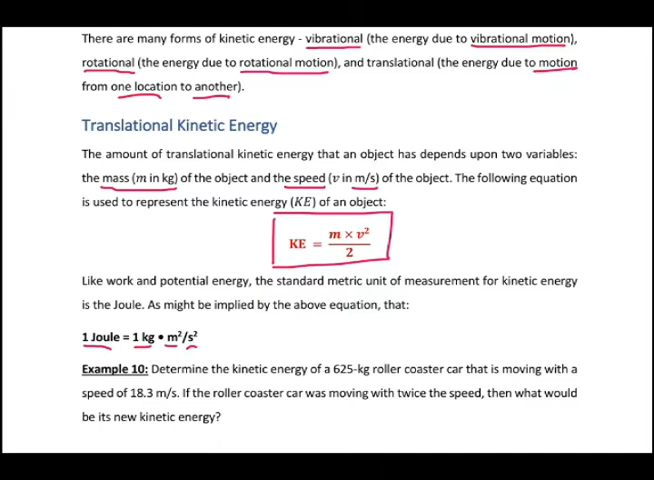 There are many forms of kinetic energy - vibrational (the energy due to vibrational motion),
rotational (the energy due to rotational motion), and translational (the energy due to motion
from one location to another).
Translational Kinetic Energy
The amount of translational kinetic energy that an object has depends upon two variables:
the mass (m in kg) of the object and the speed (v in m/s) of the object. The following equation
is used to represent the kinetic energy (KE) of an object:
KE = m × v² / 2
Like work and potential energy, the standard metric unit of measurement for kinetic energy
is the Joule. As might be implied by the above equation, that:
1 Joule = 1 kg • m²/s²
Example 10: Determine the kinetic energy of a 625-kg roller coaster car that is moving with a
speed of 18.3 m/s. If the roller coaster car was moving with twice the speed, then what would
be its new kinetic energy?